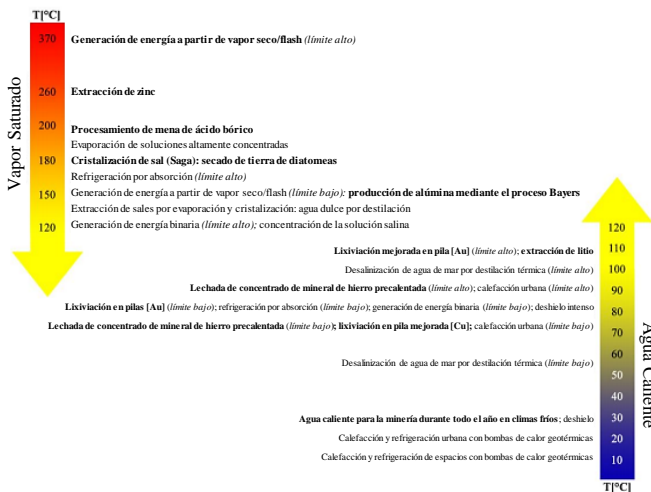 T[°C]
370 Generación de energía a partir de vapor seco/flash (límite alto)
260 Extracción de zinc
200 Procesamiento de mena de ácido bórico
Evaporación de soluciones altamente concentradas
180 Cristalización de sal (Saga): secado de tierra de diatomeas
Refrigeración por absorción (límite alto)
150 Generación de energía a partir de vapor seco/flash (límite bajo): producción de alúmina mediante el proceso Bayers
Extracción de sales por evaporación y cristalización: agua dulce por destilación
120 Generación de energía binaria (límite alto); concentración de la solución salina
Vapor Saturado
120
Lixiviación mejorada en pila [Au] (límite alto); extracción de litio 110
Desalinización de agua de mar por destilación térmica (límite alto) 100
Lechada de concentrado de mineral de hierro precalentada (límite alto); calefacción urbana (límite alto) 90
Lixiviación en pilas [Au] (límite bajo); refrigeración por absorción (límite bajo); generación de energía binaria (límite bajo); deshielo intenso 80
Lechada de concentrado de mineral de hierro precalentada (límite bajo); lixiviación en pila mejorada [Cu]; calefacción urbana (límite bajo) 70
60
Desalinización de agua de mar por destilación térmica (límite bajo)
50
40
Agua caliente para la minería durante todo el año en climas fríos; deshielo 30
Calefacción y refrigeración urbana con bombas de calor geotérmicas 20
Calefacción y refrigeración de espacios con bombas de calor geotérmicas 10
T[°C]
Agua Caliente